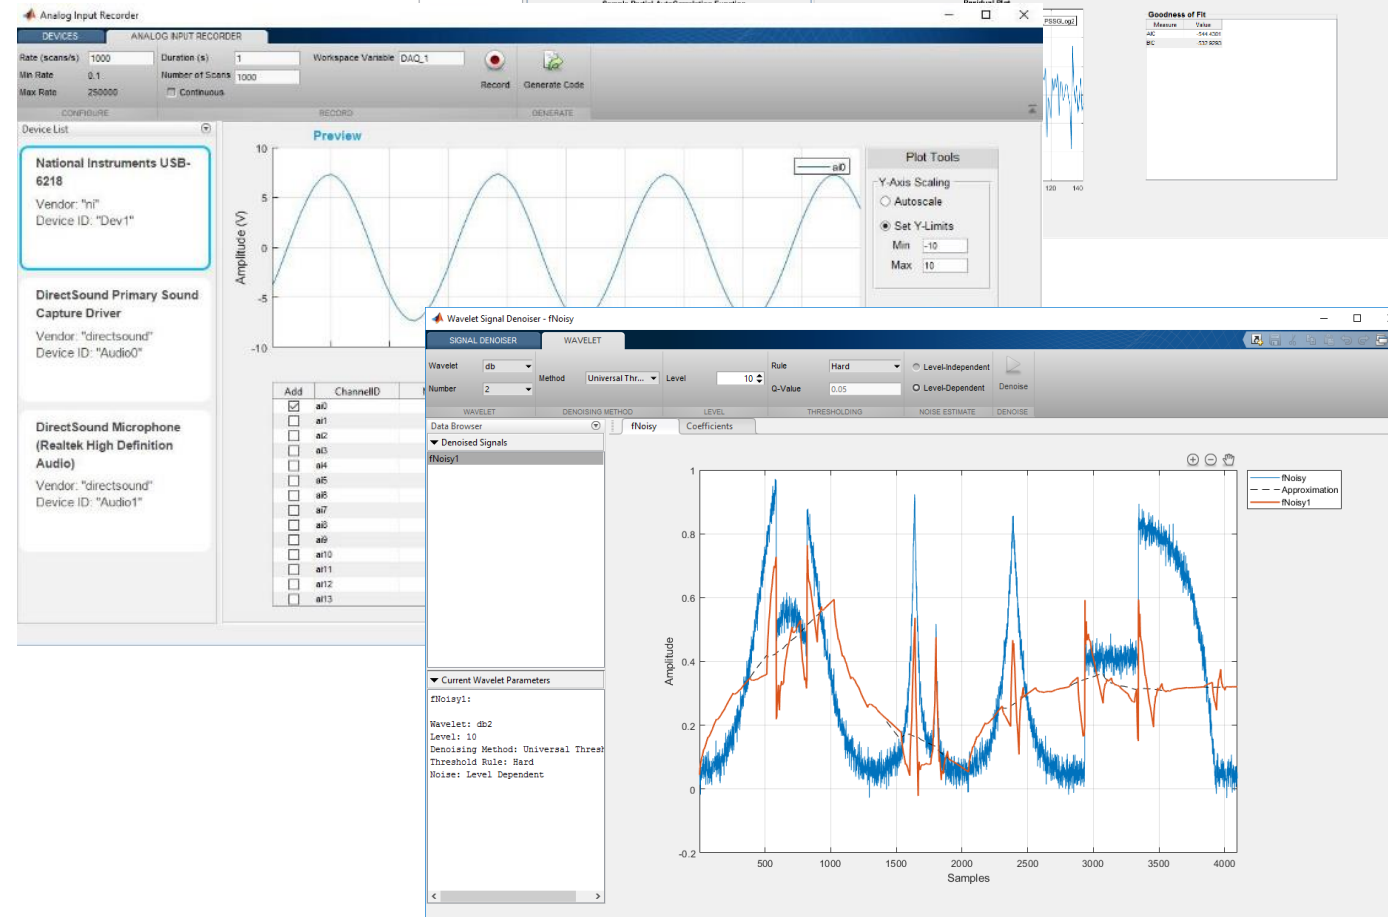 Sample Partial AutoCorrelation Function
Residual Plot
Analog Input Recorder
DEVICES
ANALOG INPUT RECORDER
Rate (scans/s) 1000
Min Rate 0.1
Max Rate 250000
CONFIGURE
Duration (s) 1
Number of Scans 1000
Continuous
Workspace Variable DAQ_1
RECORD
Record
Generate Code
GENERATE
PSSGLog2
120 140
Goodness of Fit
Measure Value
AIC
BIC
Device List
National Instruments USB-
6218
Vendor: "ni"
Device ID: "Dev1"
DirectSound Primary Sound
Capture Driver
Vendor: "directsound"
Device ID: "Audio0"
DirectSound Microphone
(Realtek High Definition
Audio)
Vendor: "directsound"
Device ID: "Audio1"
Preview
10
5
0
-5
-10
Amplitude (V)
ai0
Plot Tools
Y-Axis Scaling
Autoscale
Set Y-Limits
Min -10
Max 10
Add ChannelID
ai0
ai1
ai2
ai3
ai4
ai5
ai6
ai7
ai8
ai9
ai10
ai11
ai12
ai13
Wavelet Signal Denoiser - fNoisy
SIGNAL DENOISER
WAVELET
Wavelet db
Number 2
WAVELET
Method Universal Thr...
DENOISING METHOD
Level 10
LEVEL
Rule Hard
Q-Value 0.05
THRESHOLDING
Level-Independent
Level-Dependent
NOISE ESTIMATE
Denoise
DENOISE
Data Browser
Denoised Signals
fNoisy1
Current Wavelet Parameters
fNoisy1:
Wavelet: db2
Level: 10
Denoising Method: Universal Thresh
Threshold Rule: Hard
Noise: Level Dependent
fNoisy
Coefficients
fNoisy
Approximation
fNoisy1
1
0.8
0.6
0.4
0.2
0
-0.2
Amplitude
500 1000 1500 2000 2500 3000 3500 4000
Samples